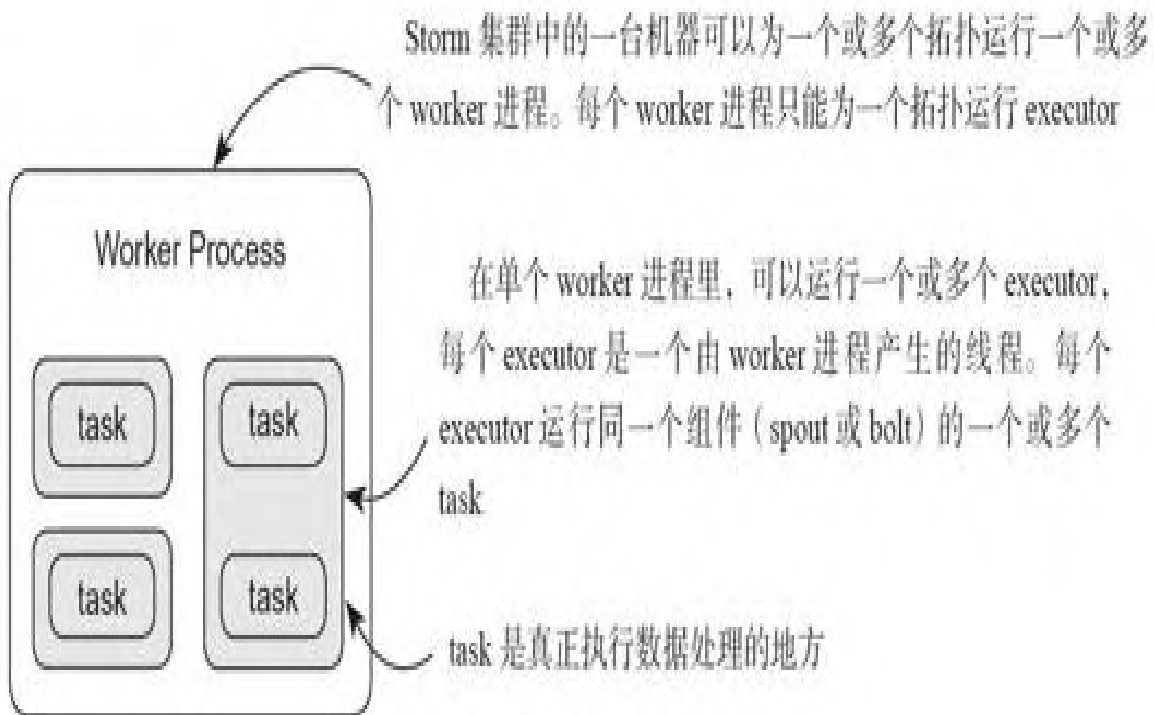 Storm 集群中的一台机器可以为一个或多个拓扑运行一个或多
个 worker 进程。每个 worker 进程只能为一个拓扑运行 executor
Worker Process
在单个 worker 进程里，可以运行一个或多个 executor，
每个 executor 是一个由 worker 进程产生的线程。每个
executor 运行同一个组件（spout 或 bolt）的一个或多个
task
task
task
task
task
task 是真正执行数据处理的地方